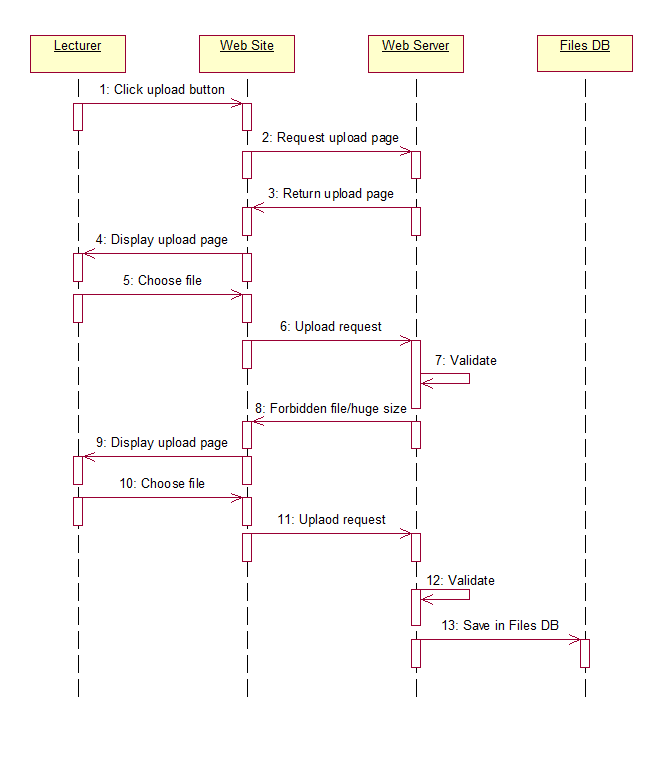 Lecturer
Web Site
Web Server
Files DB
1: Click upload button
2: Request upload page
3: Return upload page
4: Display upload page
5: Choose file
6: Upload request
7: Validate
8: Forbidden file/huge size
9: Display upload page
10: Choose file
11: Uplaod request
12: Validate
13: Save in Files DB